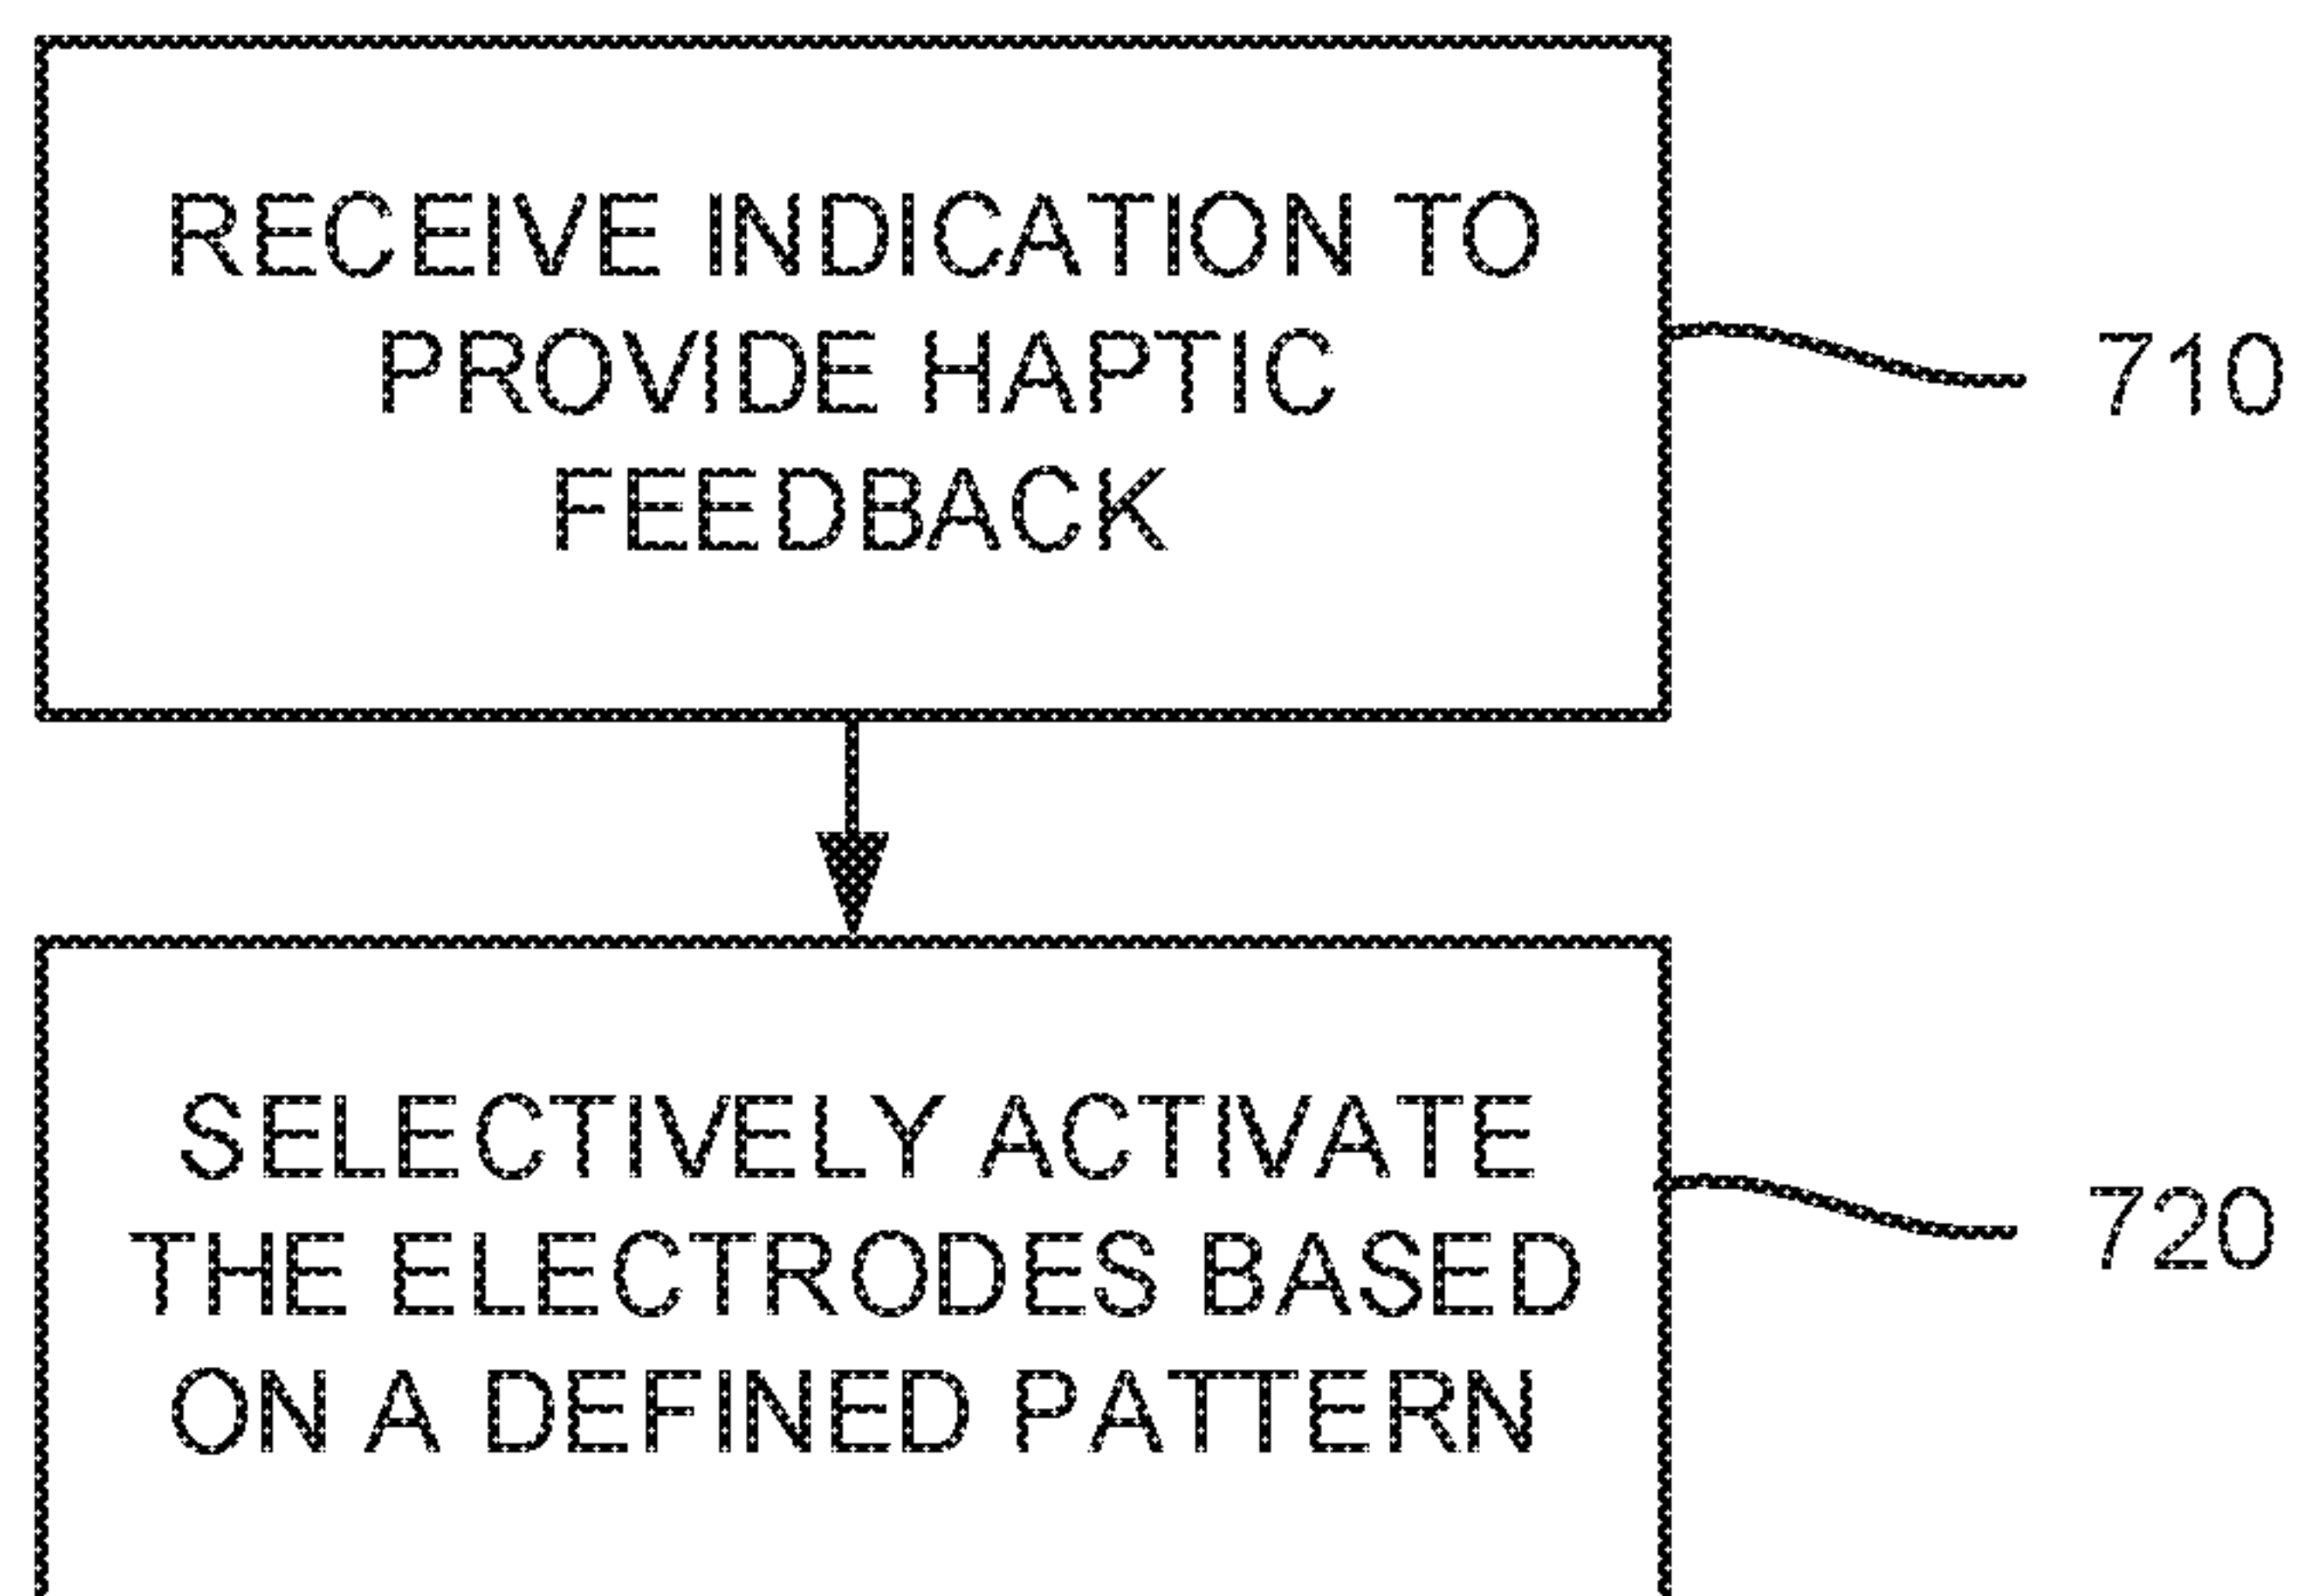 RECEIVE INDICATION TO
PROVIDE HAPTIC
FEEDBACK
710
SELECTIVELY ACTIVATE
THE ELECTRODES BASED
ON A DEFINED PATTERN
720